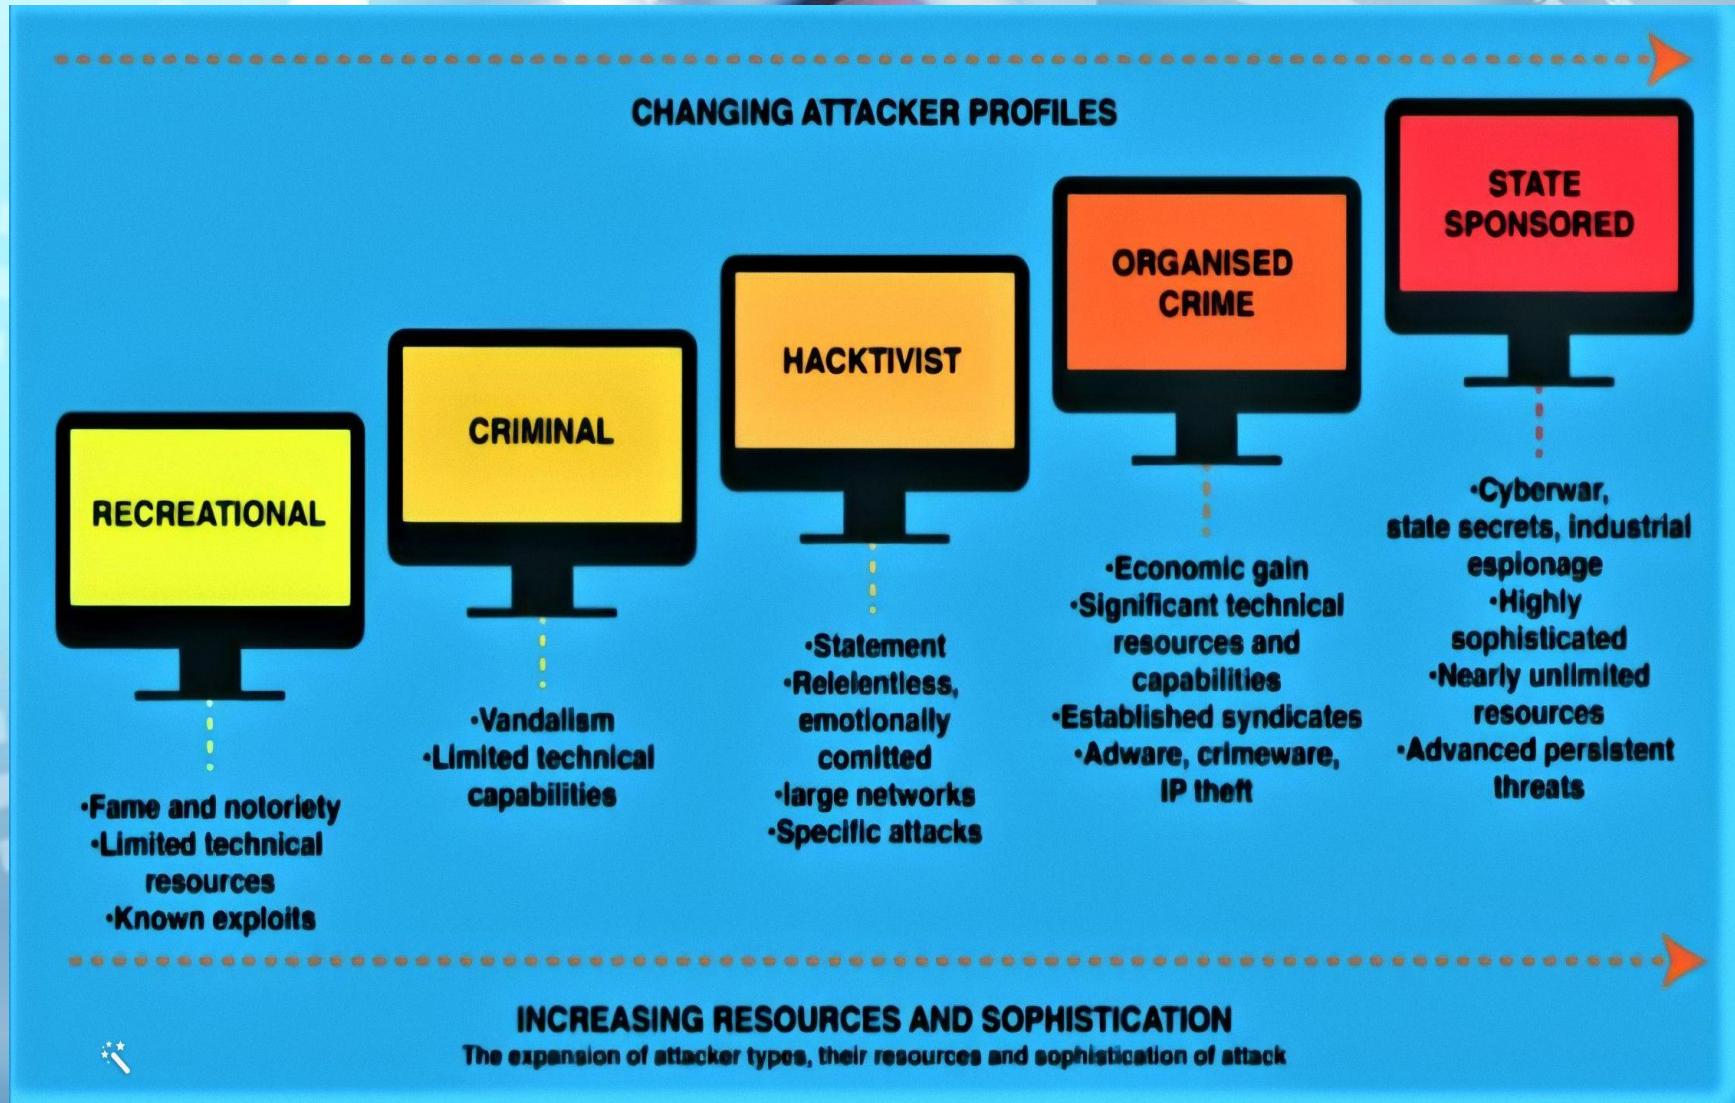 CHANGING ATTACKER PROFILES
RECREATIONAL
•Fame and notoriety
•Limited technical
resources
•Known exploits
CRIMINAL
•Vandalism
•Limited technical
capabilities
HACKTIVIST
•Statement
•Relelentless,
emotionally
comitted
•large networks
•Specific attacks
ORGANISED
CRIME
•Economic gain
•Significant technical
resources and
capabilities
•Established syndicates
•Adware, crimeware,
IP theft
STATE
SPONSORED
•Cyberwar,
state secrets, industrial
espionage
•Highly
sophisticated
•Nearly unlimited
resources
•Advanced persistent
threats
INCREASING RESOURCES AND SOPHISTICATION
The expansion of attacker types, their resources and sophistication of attack